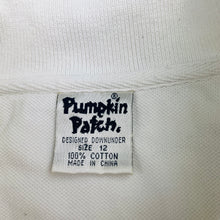 ®
Pumpkin
Patch.
DESIGNED DOWNUNDER
SIZE 12
100% COTTON
MADE IN CHINA